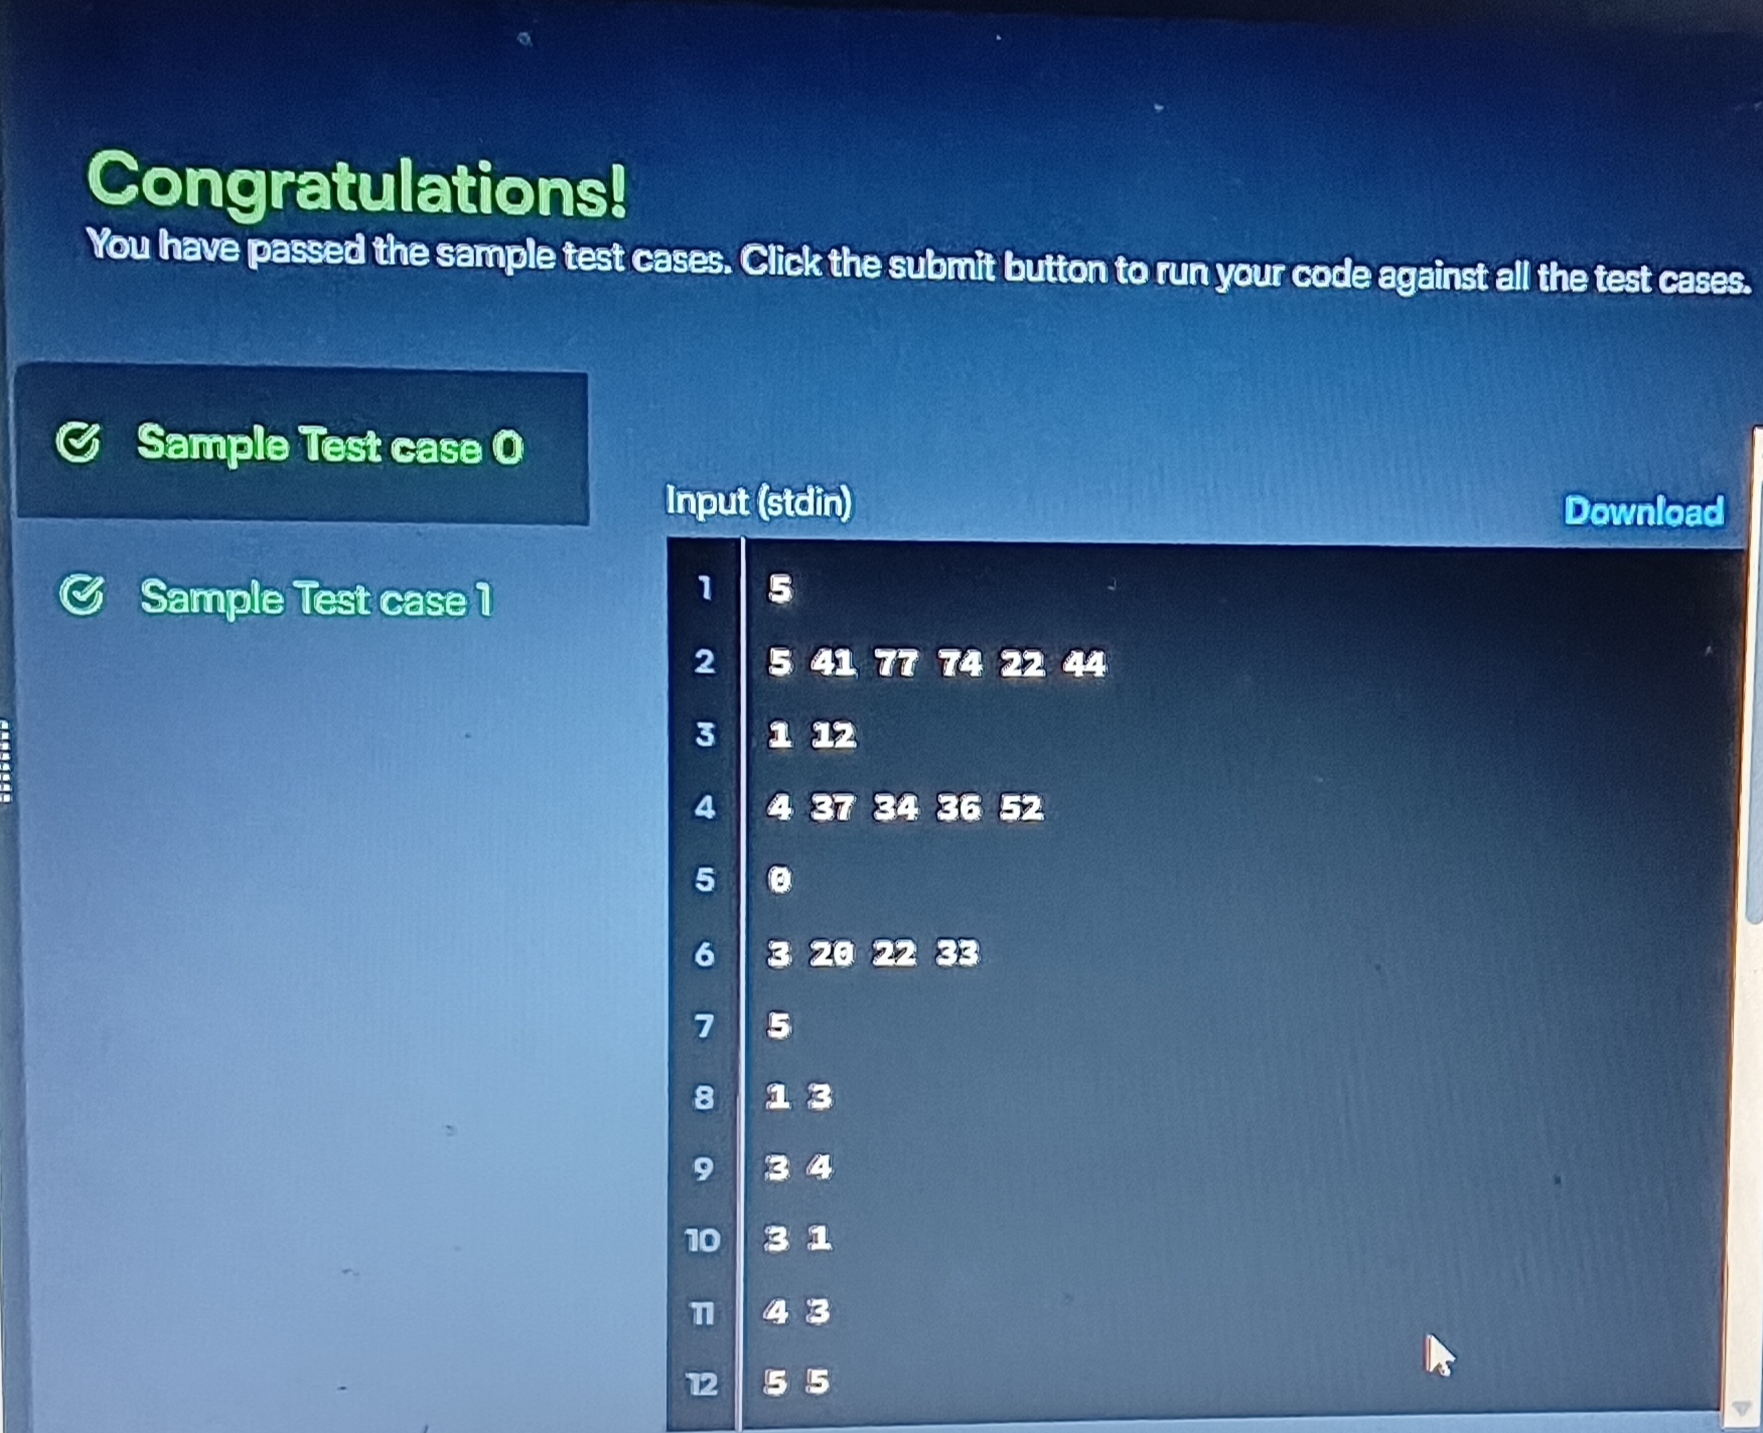 Congratulations!
You have passed the sample test cases. Click the submit button to run your code against all the test cases.
Sample Test case 0
Sample Test case 1
Input (stdin)
Download
1 5
2 5 41 77 74 22 44
3 1 12
4 4 37 34 36 52
5 0
6 3 20 22 33
7 5
8 1 3
9 3 4
10 3 1
11 4 3
12 5 5